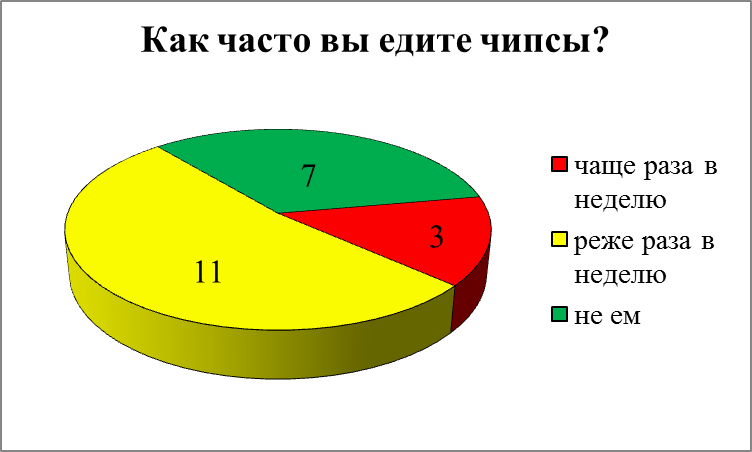 Как часто вы едите чипсы?
7
3
11
чаще раза в
неделю
реже раза в
неделю
не ем